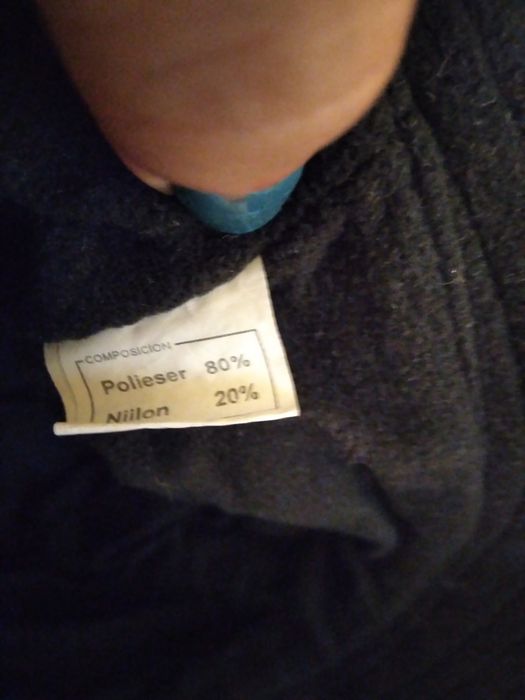 COMPOSICION
Polieser 80%
Niilon 20%